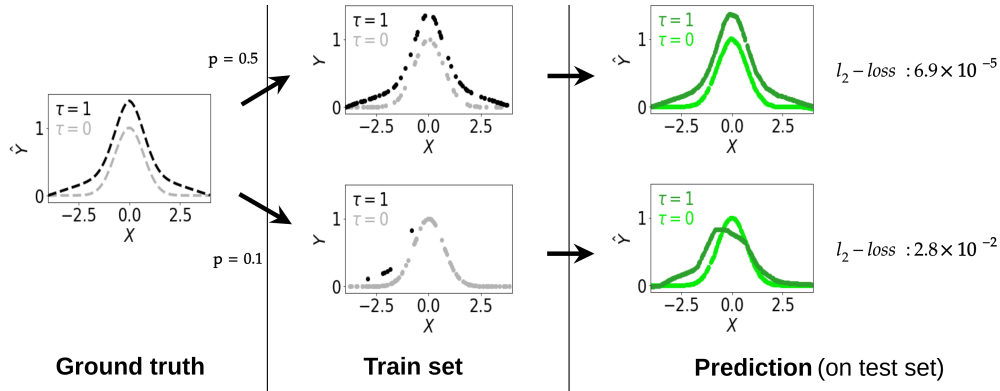 τ = 1
τ = 0
1
0
Ŷ
−2.5 0.0 2.5
X
p = 0.5
p = 0.1
τ = 1
τ = 0
1
0
Y
−2.5 0.0 2.5
X
τ = 1
τ = 0
1
0
Y
−2.5 0.0 2.5
X
τ = 1
τ = 0
1
0
Ŷ
−2.5 0.0 2.5
X
l₂ − loss : 6.9 × 10⁻⁵
τ = 1
τ = 0
1
0
Ŷ
−2.5 0.0 2.5
X
l₂ − loss : 2.8 × 10⁻²
Ground truth
Train set
Prediction (on test set)